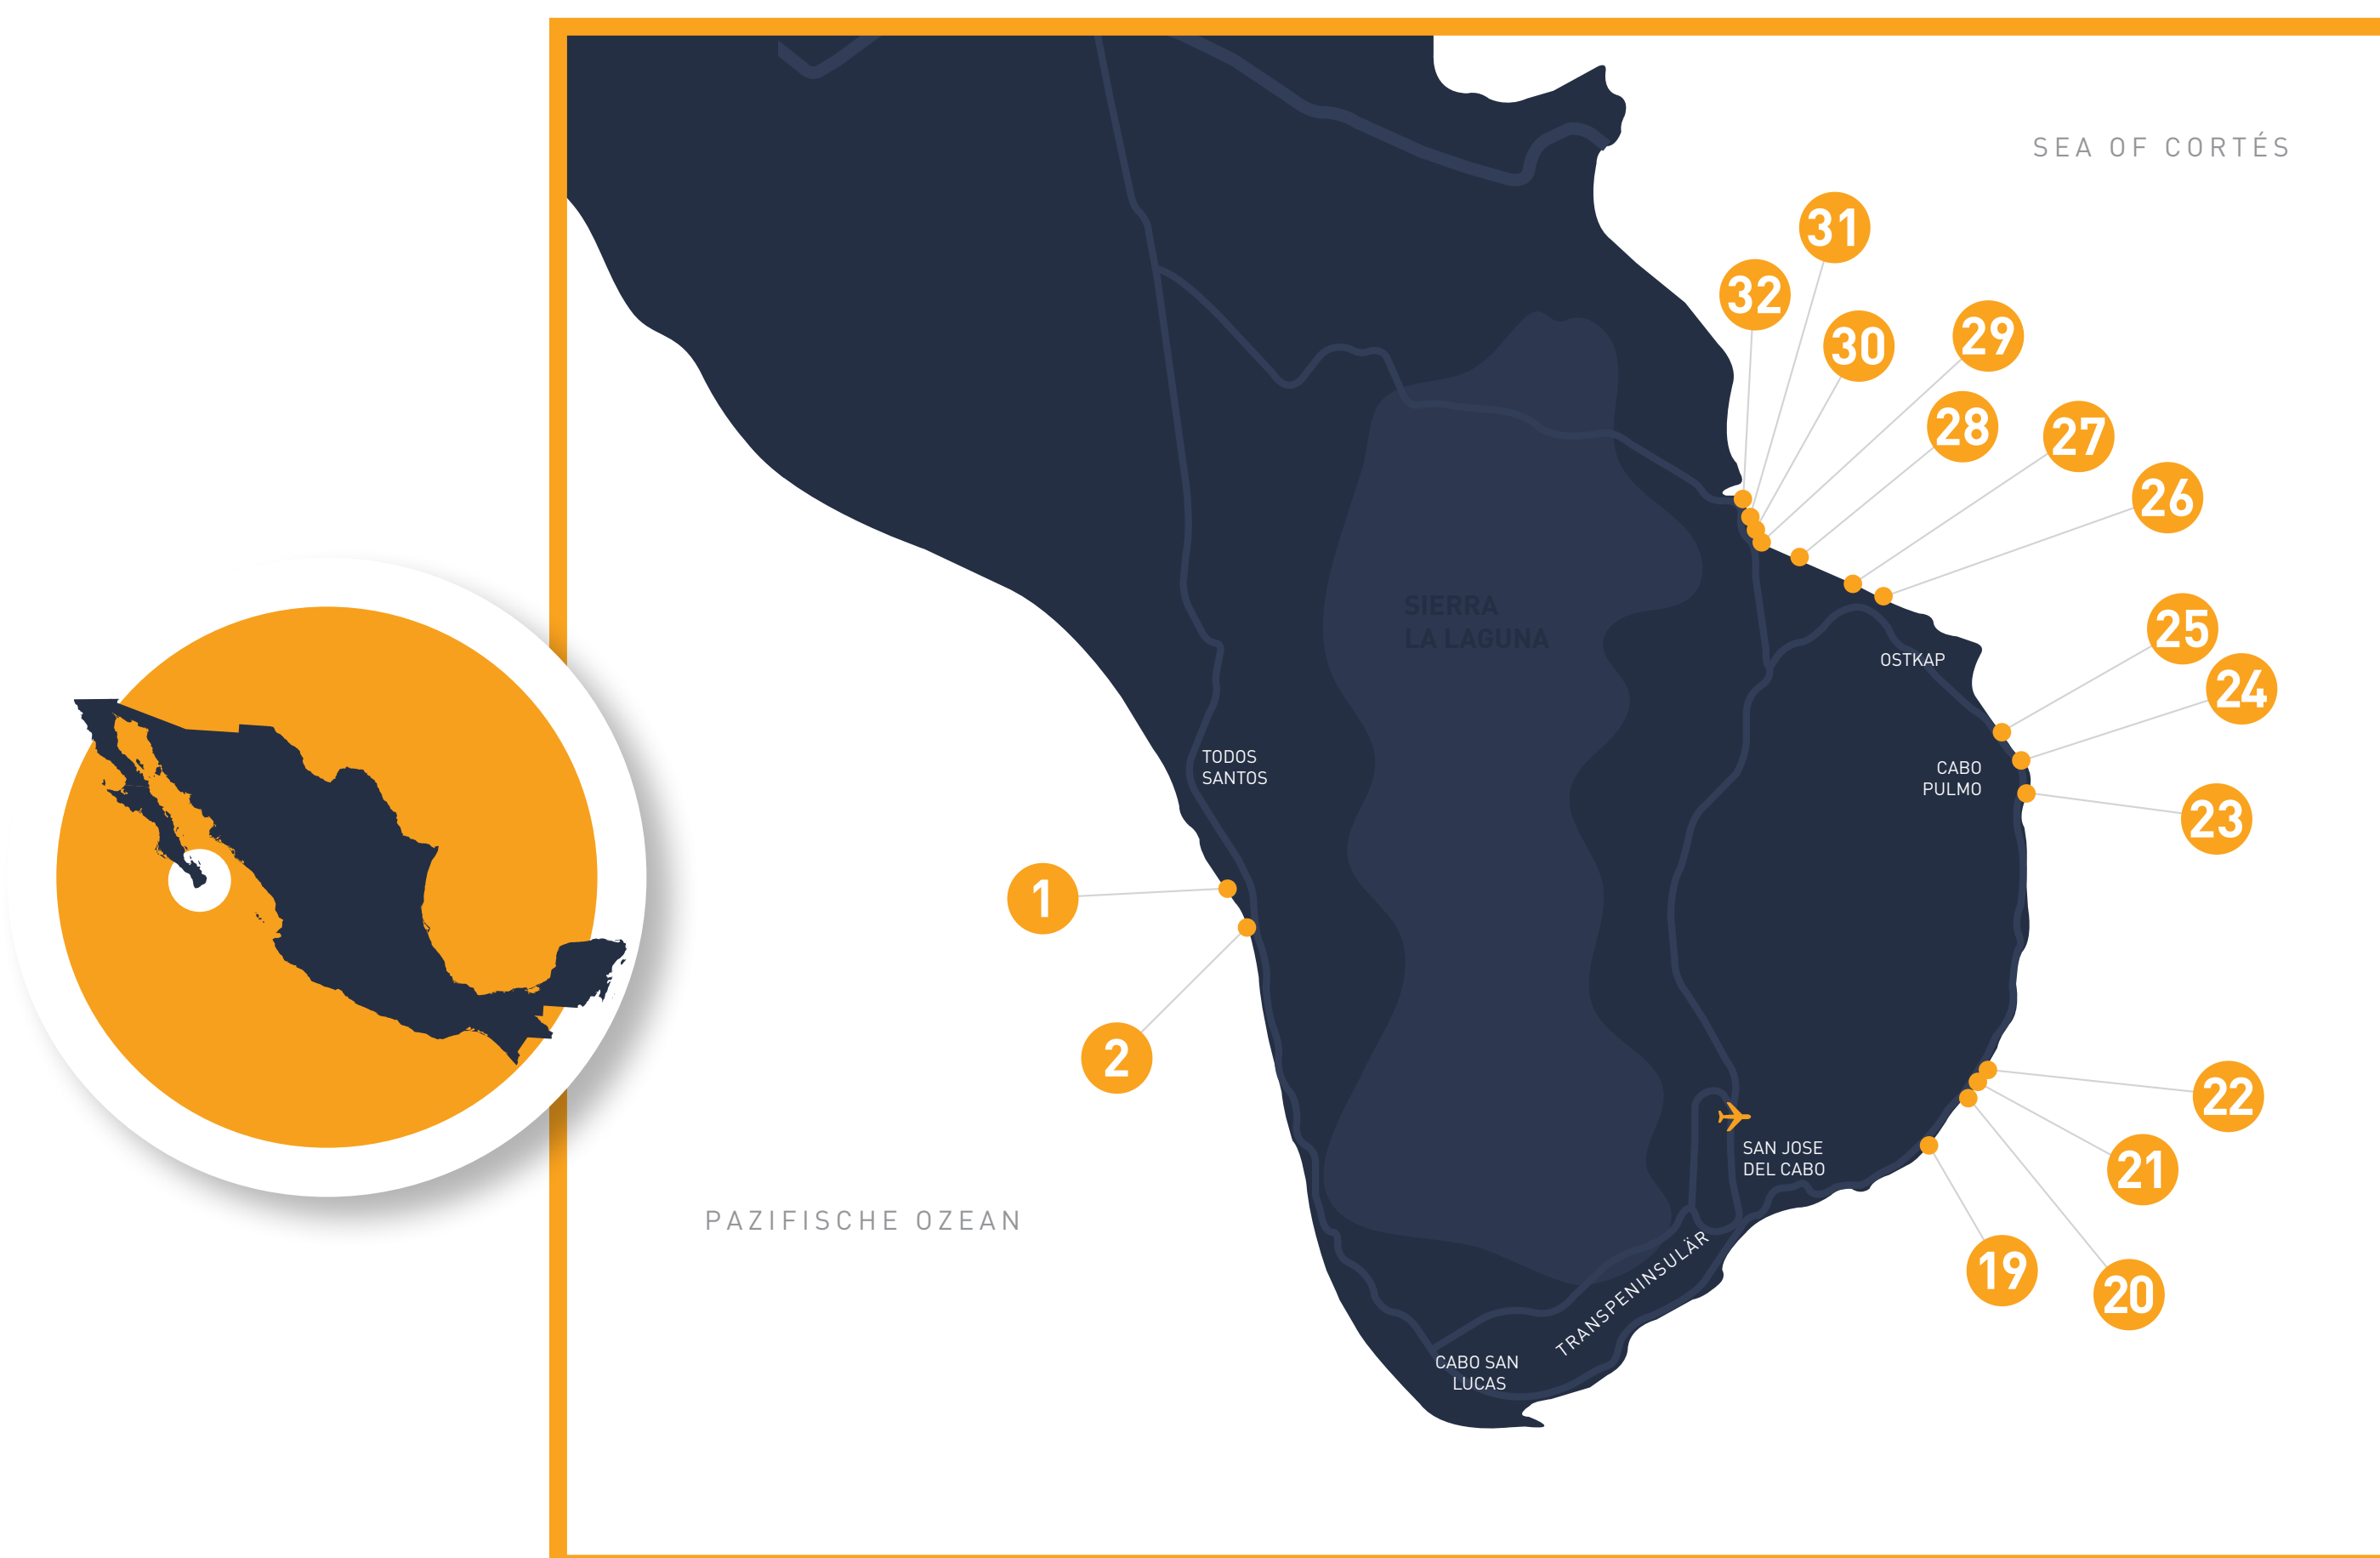 SEA OF CORTÉS
31
32
29
30
28
27
26
SIERRA
LA LAGUNA
25
OSTKAP
24
TODOS
SANTOS
CABO
PULMO
23
1
2
22
SAN JOSE
DEL CABO
21
PAZIFISCHE OZEAN
TRANSPENINSULÄR
19
20
CABO SAN
LUCAS